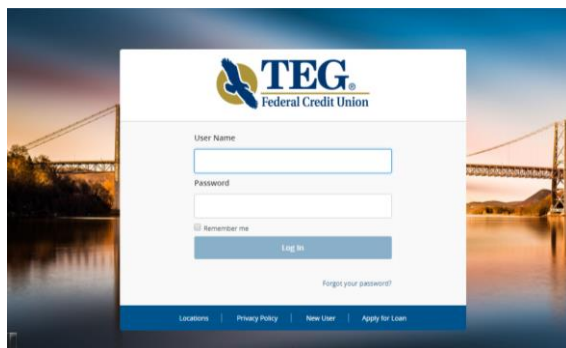 TEG®
Federal Credit Union
User Name
Password
Remember me
Log In
Forgot your password?
Locations | Privacy Policy | New User | Apply for Loan